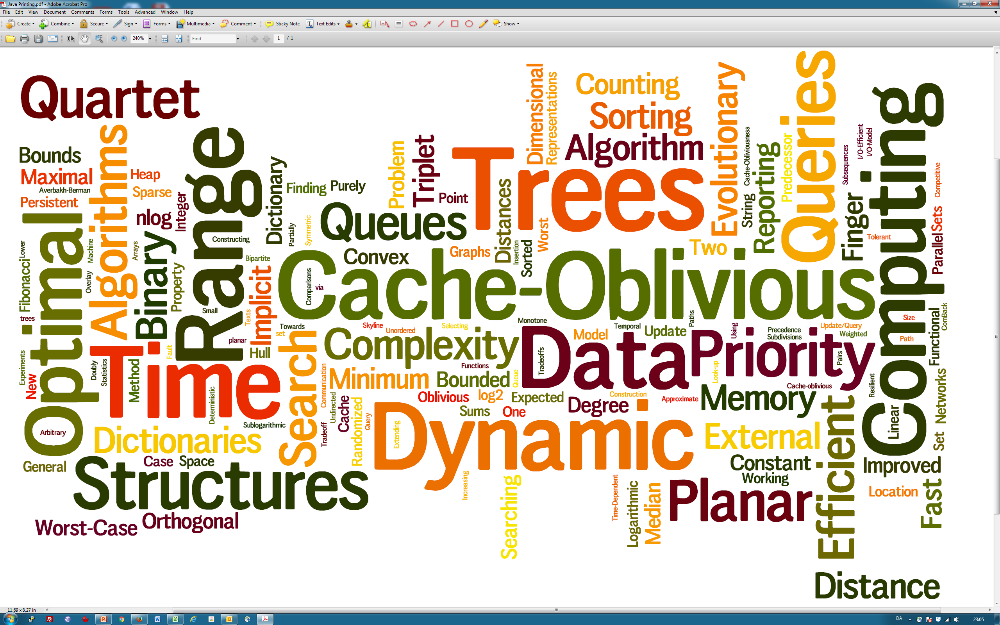 Java Printing.pdf - Adobe Acrobat Pro
File Edit View Document Comments Forms Tools Advanced Window Help
Create Combine Secure Sign Forms Multimedia Comment Sticky Note Text Edits Show
240% Find 1 / 1
Quartet
Bounds
Maximal
Averbakh-Berman
Persistent
Algorithms
Heap
Sparse
nlog
Integer
Range
Dictionary
Finding
Purely
Problem
Triplet
Point
Trees
Dimensional
Representations
Counting
Sorting
Algorithm
Evolutionary
Cache-Obliviousness
String
Reporting
Predecessor
Queries
Subsequences
I/O-Efficient
I/O-Model
Finger
Computing
Competitive
Sets
Parallel
Tolerant
Optimal
Lower
Fibonacci
trees
Machine
Overlay
Arrays
Binary
Property
Constructing
Bipartite
Partially
Symmetric
Queues
Convex
Graphs
Distances
Insertion
Sorted
Worst
Two
Cache-Oblivious
Comparisons
via
Implicit
Small
Texts
planar
Hull
Towards
set
Skyline
Unordered
Selecting
Monotone
Complexity
Functions
Data
Tradeoffs
Model
Temporal
Update
Paths
Priority
Using
Precedence
Subdivisions
Update/Query
Weighted
Pairs
Look-up
Size
Path
Functional
ComBack
Experiments
New
Doubly
Statistics
Time
Method
Fault
Deterministic
Sublogarithmic
Search
Communication
Undirected
Tradeoff
Cache
Randomized
Query
Minimum
Bounded
Queue
Oblivious
log2
Expected
Sums
One
Degree
Construction
Approximate
Memory
Cache-oblivious
Resilient
Networks
Set
Linear
Arbitrary
Dictionaries
General
Case
Space
Structures
Worst-Case
Orthogonal
Dynamic
Extending
Increasing
Searching
Time-Dependent
Logarithmic
Median
External
Constant
Working
Planar
Efficient
Improved
Location
Fast
Distance
11,69 x 8,27 in
DA 23:05